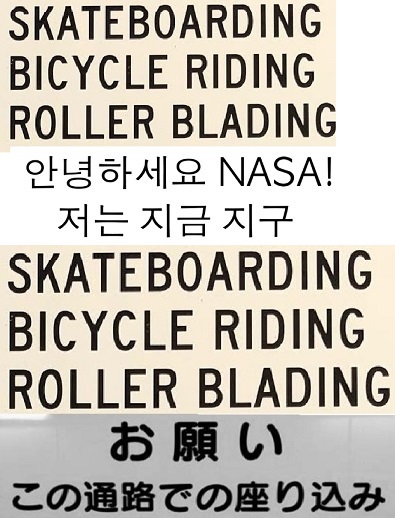 SKATEBOARDING
BICYCLE RIDING
ROLLER BLADING
안녕하세요 NASA!
저는 지금 지구
SKATEBOARDING
BICYCLE RIDING
ROLLER BLADING
お願い
この通路での座り込み